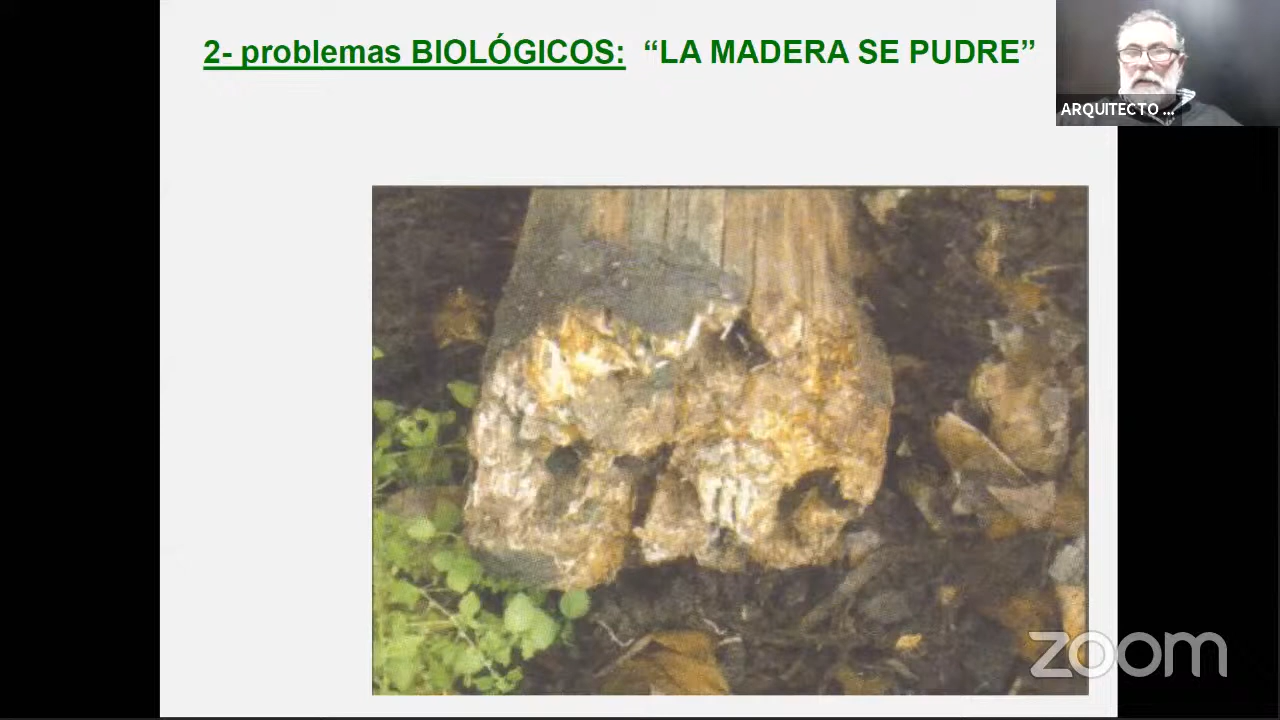 2- problemas BIOLÓGICOS: “LA MADERA SE PUDRE”
ARQUITECTO ...
zoom